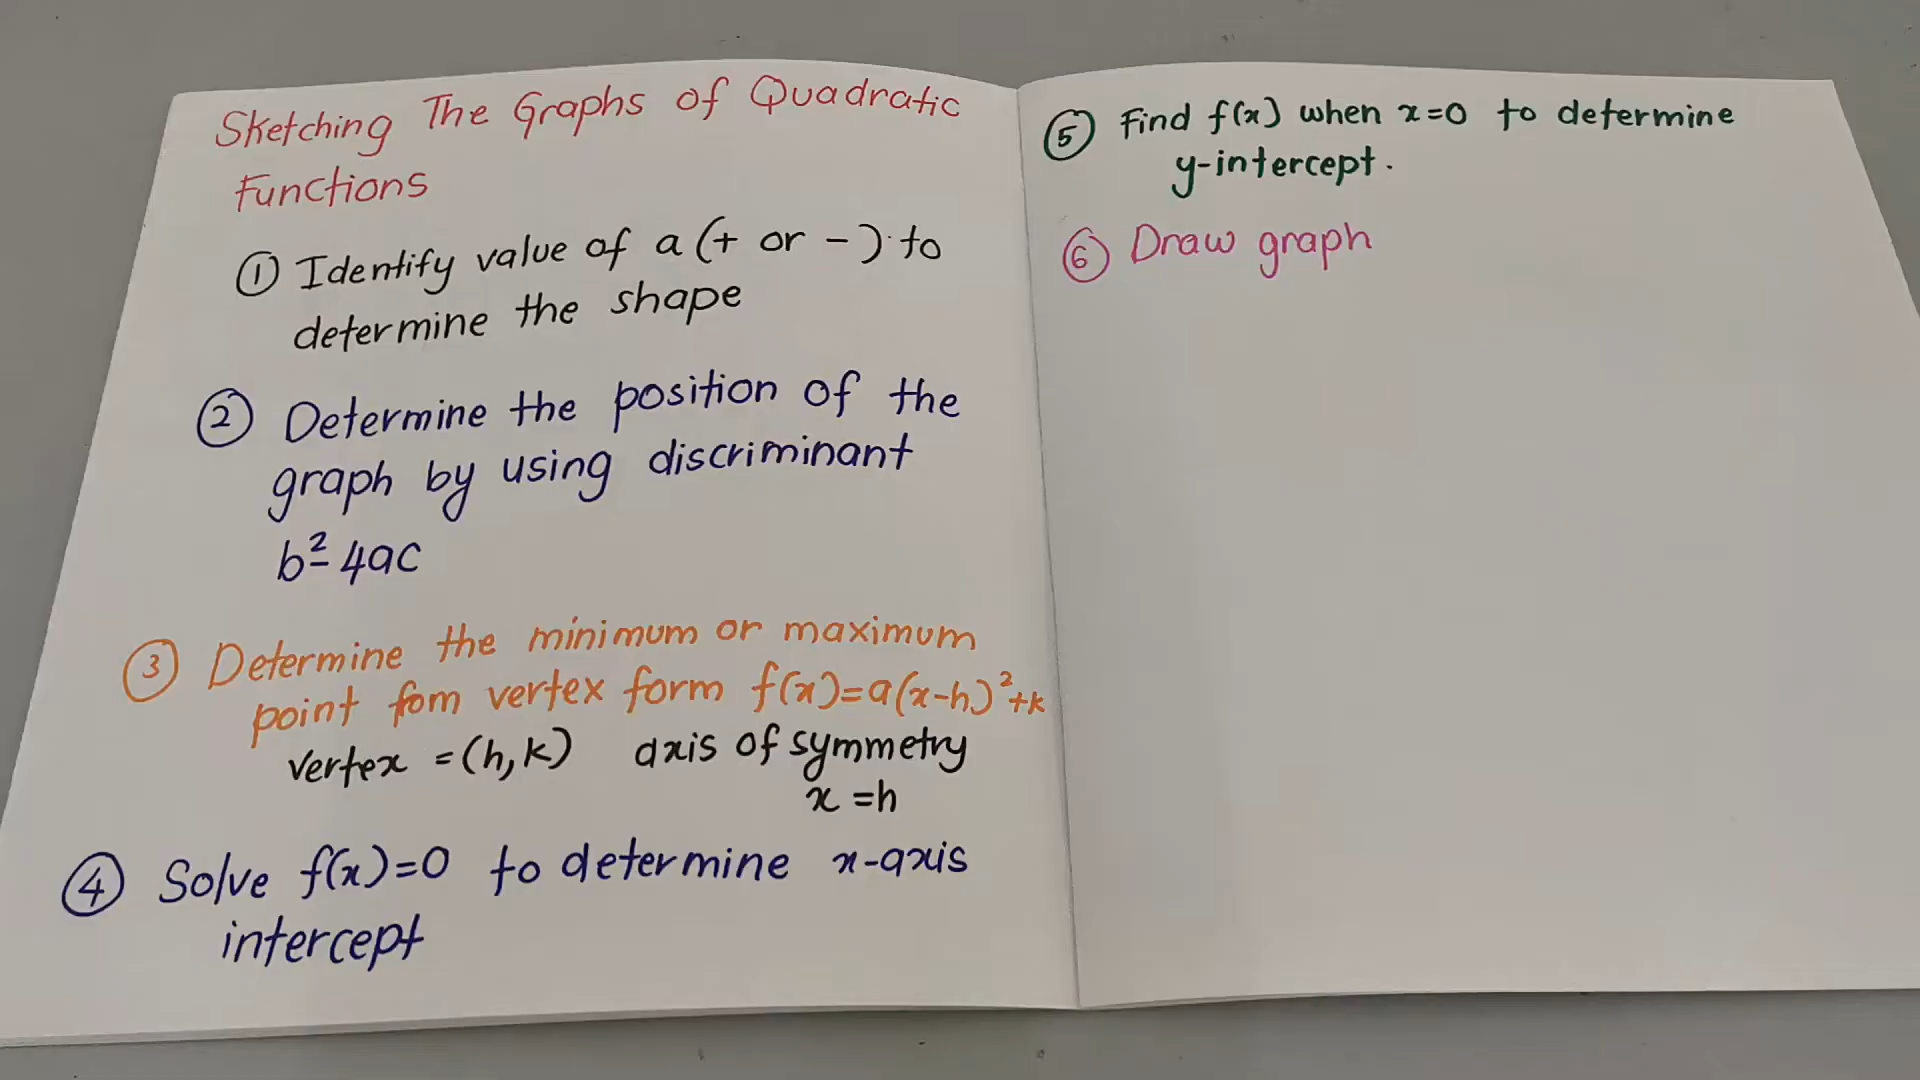 Sketching The Graphs of Quadratic
Functions
① Identify value of a (+ or -) to
determine the shape
② Determine the position of the
graph by using discriminant
b²-4ac
③ Determine the minimum or maximum
point fom vertex form f(x)=a(x-h)²+k
vertex = (h,k) axis of symmetry
x=h
④ Solve f(x)=0 to determine x-axis
intercept
⑤ Find f(x) when x=0 to determine
y-intercept.
⑥ Draw graph